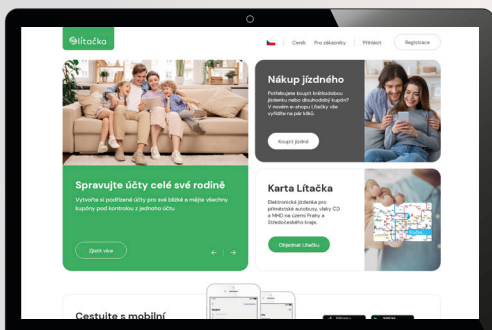 lítačka
Ceník
Pro zákazníky
Přihlásit
Registrace
Spravujte účty celé své rodině
Vytvořte si podřízené účty pro své blízké a mějte všechny
kupóny pod kontrolou z jednoho účtu
Zjistit více
Nákup jízdného
Potřebujete koupit krátkodobou
jízdenku nebo dlouhodobý kupón?
V novém e-shopu Lítačky vše
vyřídíte na pár kliků.
Koupit jízdné
Karta Lítačka
Elektronická jízdenka pro
příměstské autobusy, vlaky ČD
a MHD na území Prahy a
Středočeského kraje.
Objednat Lítačku
Cestujte s mobilní